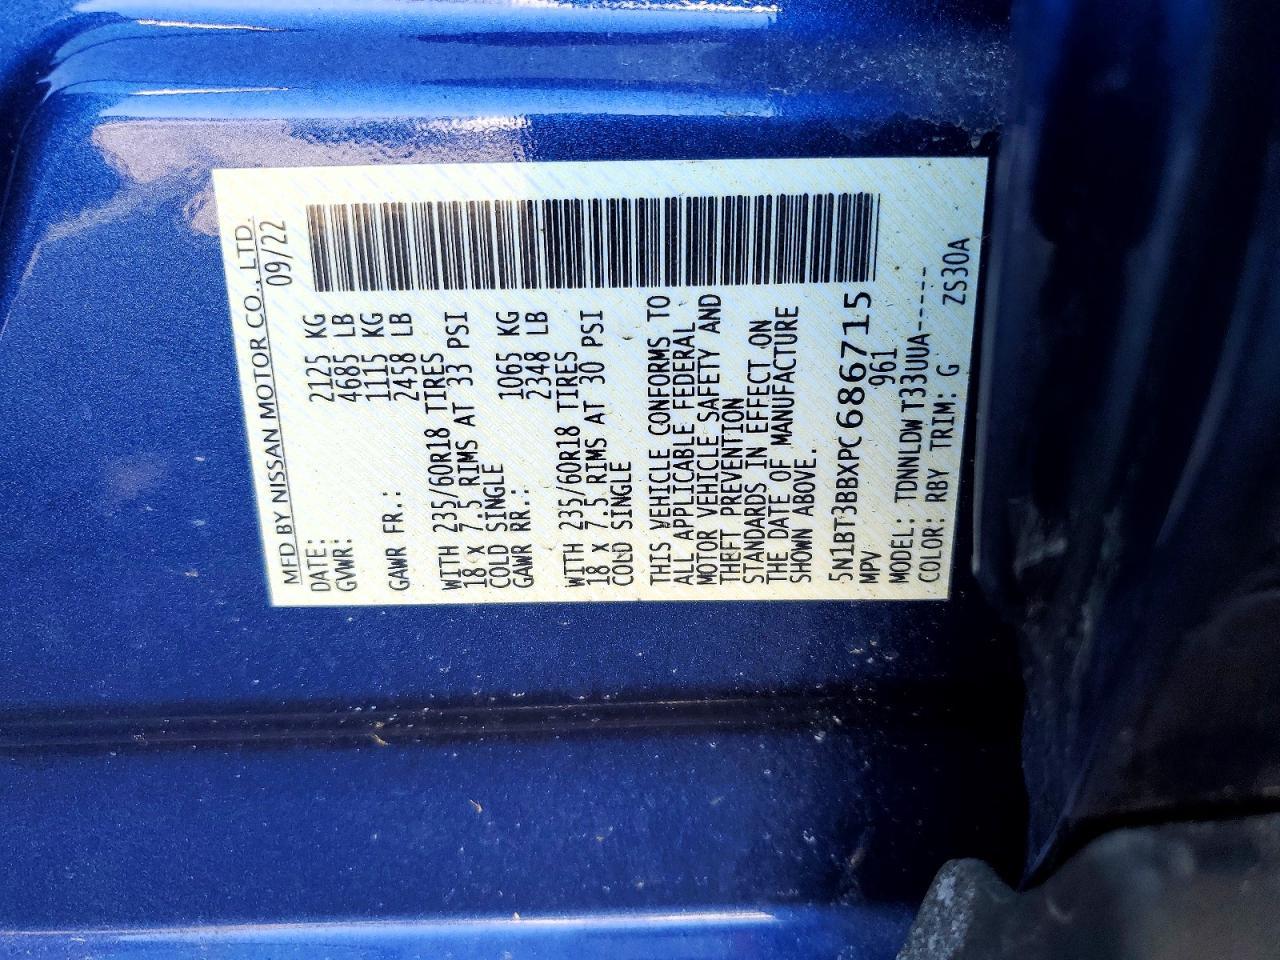 MFD BY NISSAN MOTOR CO., LTD.
DATE: 09/22
GVWR: 2125 KG
4685 LB
GAWR FR.: 1115 KG
2458 LB
WITH 235/60R18 TIRES
18 X 7.5 RIMS AT 33 PSI
COLD SINGLE
GAWR RR.: 1065 KG
2348 LB
WITH 235/60R18 TIRES
18 X 7.5 RIMS AT 30 PSI
COLD SINGLE
THIS VEHICLE CONFORMS TO
ALL APPLICABLE FEDERAL
MOTOR VEHICLE SAFETY AND
THEFT PREVENTION
STANDARDS IN EFFECT ON
THE DATE OF MANUFACTURE
SHOWN ABOVE.
5N1BT3BBXPC686715
MPV 961
MODEL: TDNNLDWT33UUA-----
COLOR: RBY TRIM: G ZS30A